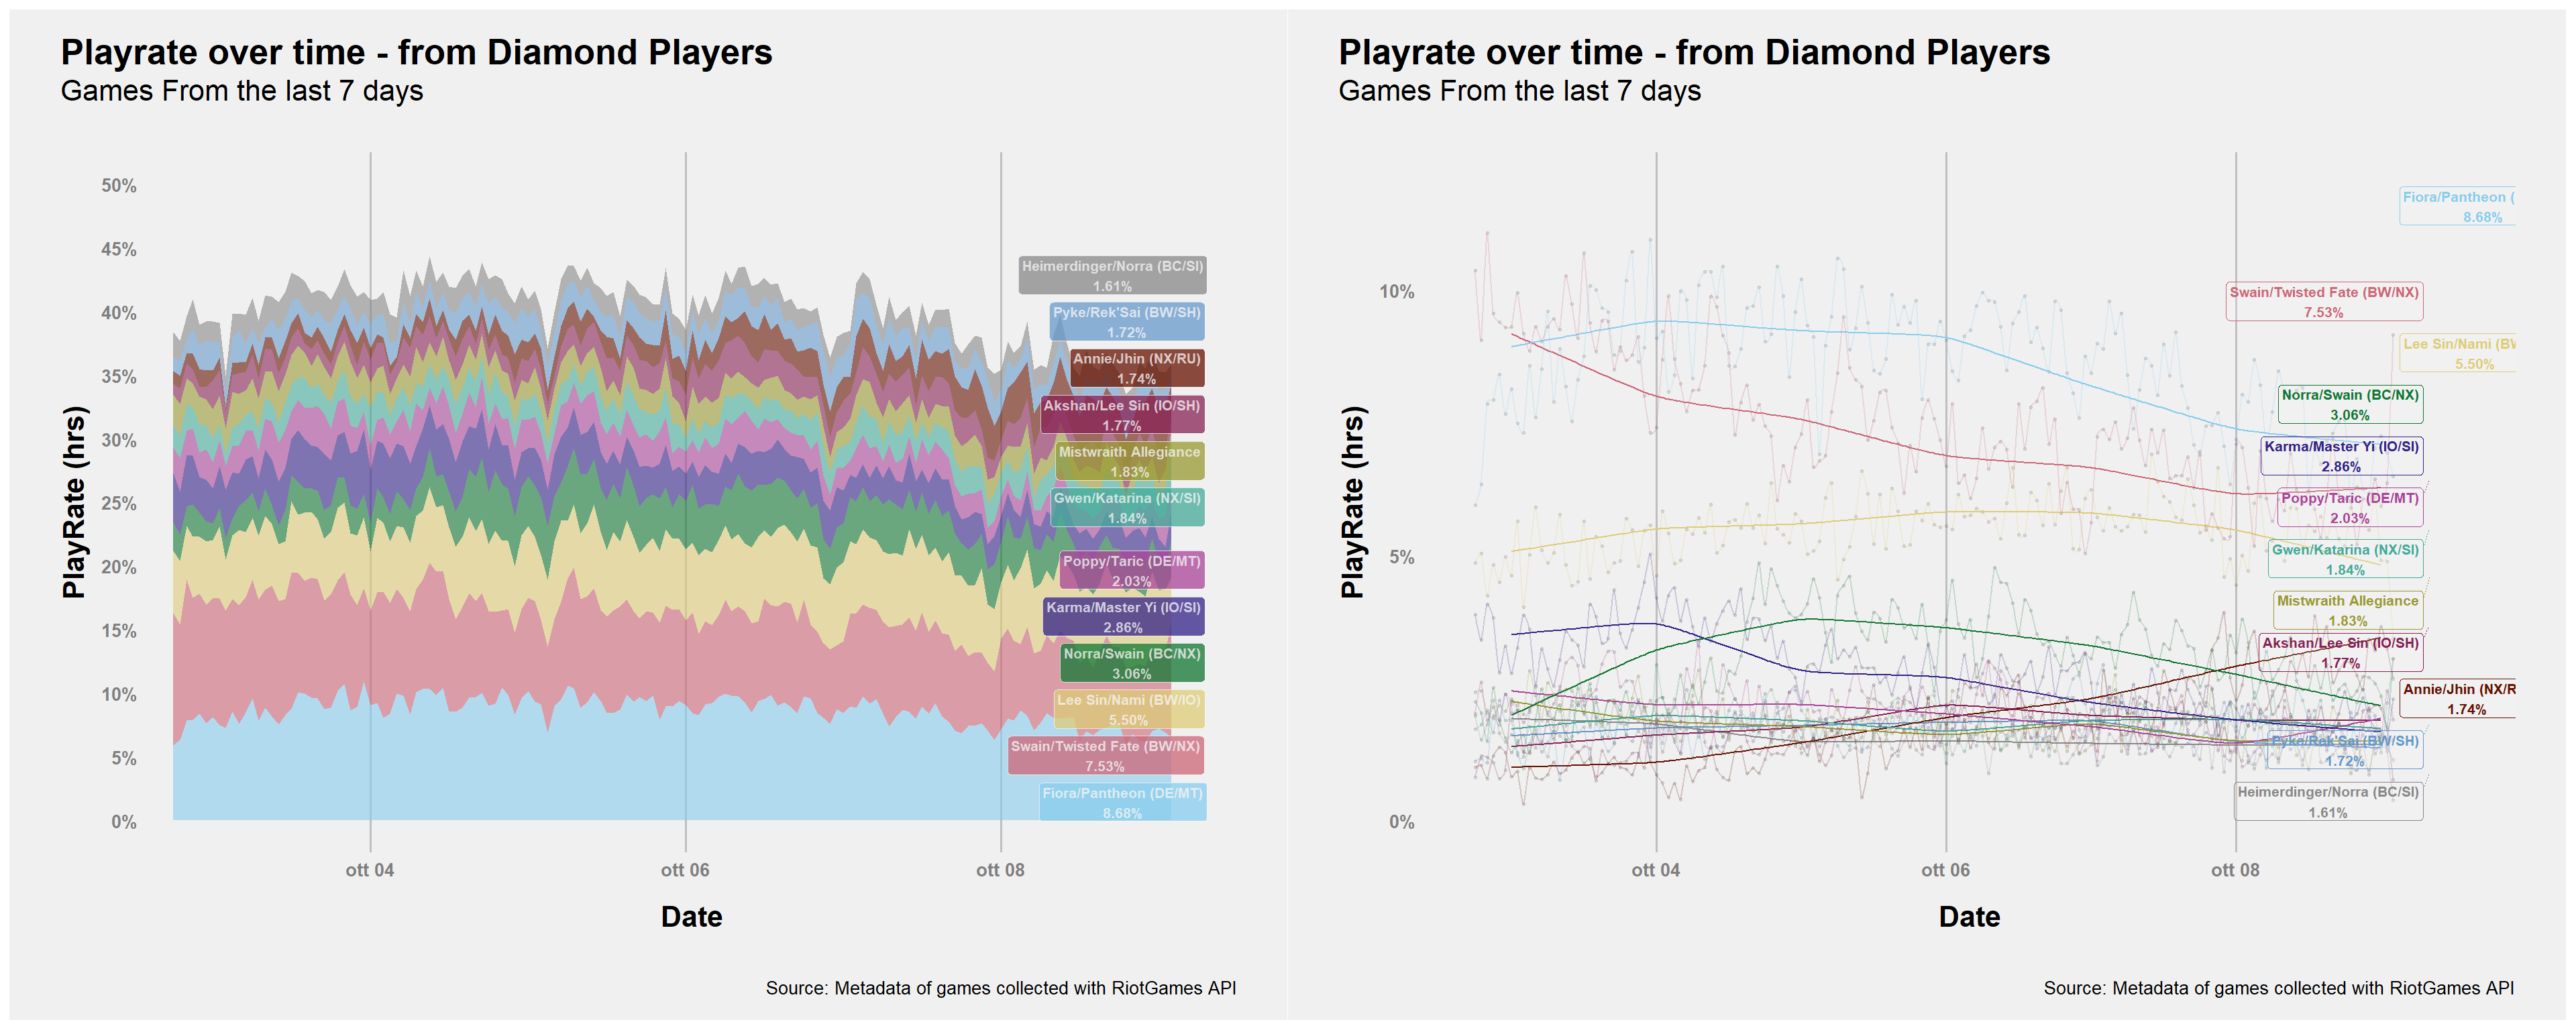 Playrate over time - from Diamond Players
Games From the last 7 days
PlayRate (hrs)
50%
45%
40%
35%
30%
25%
20%
15%
10%
5%
0%
Heimerdinger/Norra (BC/SI)
1.61%
Pyke/Rek'Sai (BW/SH)
1.72%
Annie/Jhin (NX/RU)
1.74%
Akshan/Lee Sin (IO/SH)
1.77%
Mistwraith Allegiance
1.83%
Gwen/Katarina (NX/SI)
1.84%
Poppy/Taric (DE/MT)
2.03%
Karma/Master Yi (IO/SI)
2.86%
Norra/Swain (BC/NX)
3.06%
Lee Sin/Nami (BW/IO)
5.50%
Swain/Twisted Fate (BW/NX)
7.53%
Fiora/Pantheon (DE/MT)
8.68%
ott 04
ott 06
ott 08
Date
Source: Metadata of games collected with RiotGames API
Playrate over time - from Diamond Players
Games From the last 7 days
PlayRate (hrs)
10%
5%
0%
Fiora/Pantheon (
8.68%
Swain/Twisted Fate (BW/NX)
7.53%
Lee Sin/Nami (BW
5.50%
Norra/Swain (BC/NX)
3.06%
Karma/Master Yi (IO/SI)
2.86%
Poppy/Taric (DE/MT)
2.03%
Gwen/Katarina (NX/SI)
1.84%
Mistwraith Allegiance
1.83%
Akshan/Lee Sin (IO/SH)
1.77%
Annie/Jhin (NX/R
1.74%
Pyke/Rek'Sai (BW/SH)
1.72%
Heimerdinger/Norra (BC/SI)
1.61%
ott 04
ott 06
ott 08
Date
Source: Metadata of games collected with RiotGames API